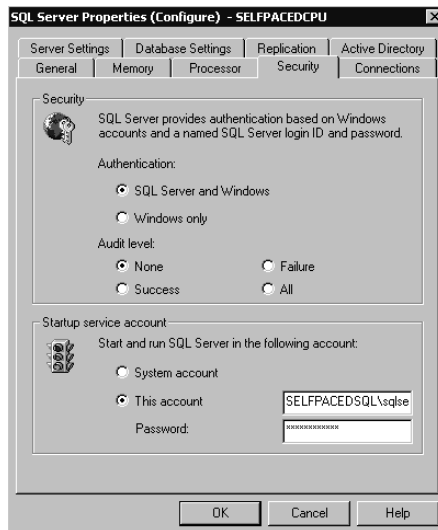 SQL Server Properties (Configure) - SELFPACEDCPU
Server Settings Database Settings Replication Active Directory
General Memory Processor Security Connections
Security
SQL Server provides authentication based on Windows
accounts and a named SQL Server login ID and password.
Authentication:
SQL Server and Windows
Windows only
Audit level:
None Failure
Success All
Startup service account
Start and run SQL Server in the following account:
System account
This account SELFPACEDSQL\sqlse
Password: ************
OK Cancel Help